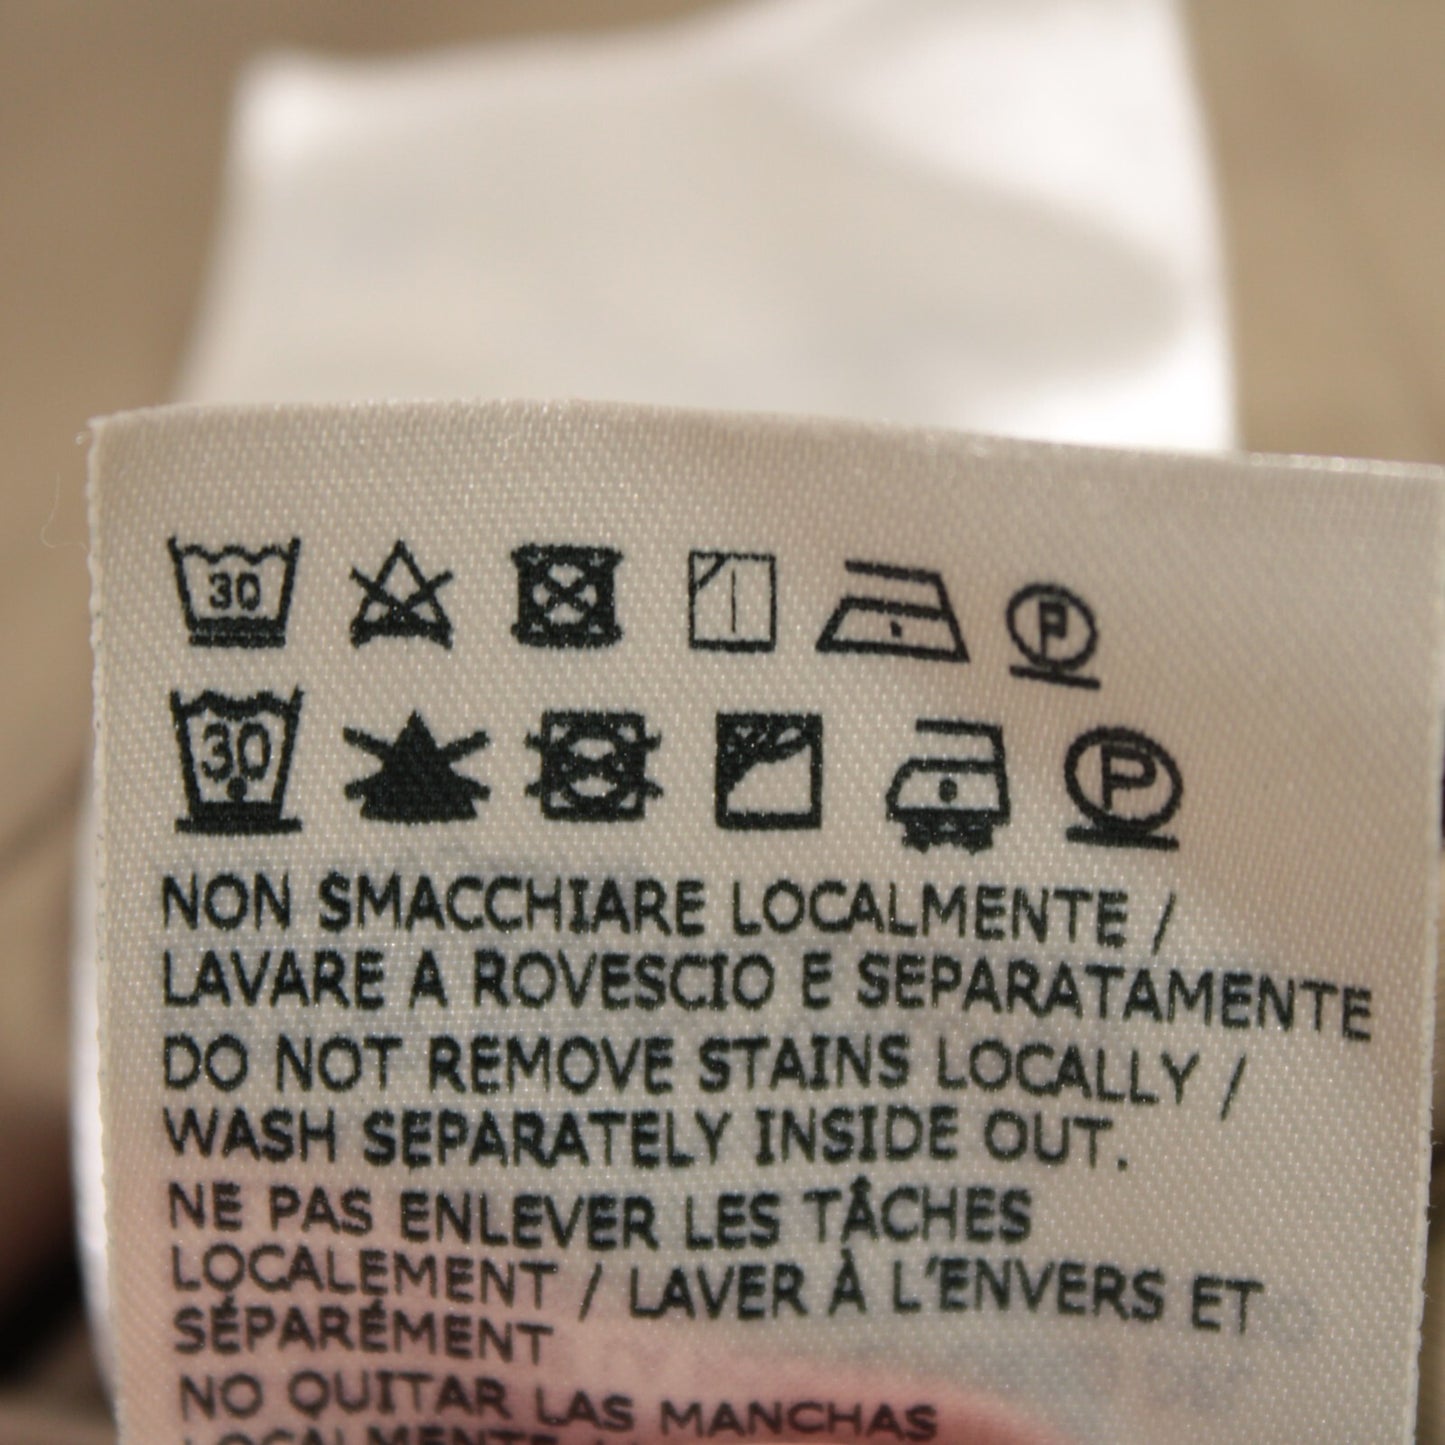 30 P
30 P
NON SMACCHIARE LOCALMENTE /
LAVARE A ROVESCIO E SEPARATAMENTE
DO NOT REMOVE STAINS LOCALLY /
WASH SEPARATELY INSIDE OUT.
NE PAS ENLEVER LES TÂCHES
LOCALEMENT / LAVER À L'ENVERS ET
SÉPARÉMENT
NO QUITAR LAS MANCHAS